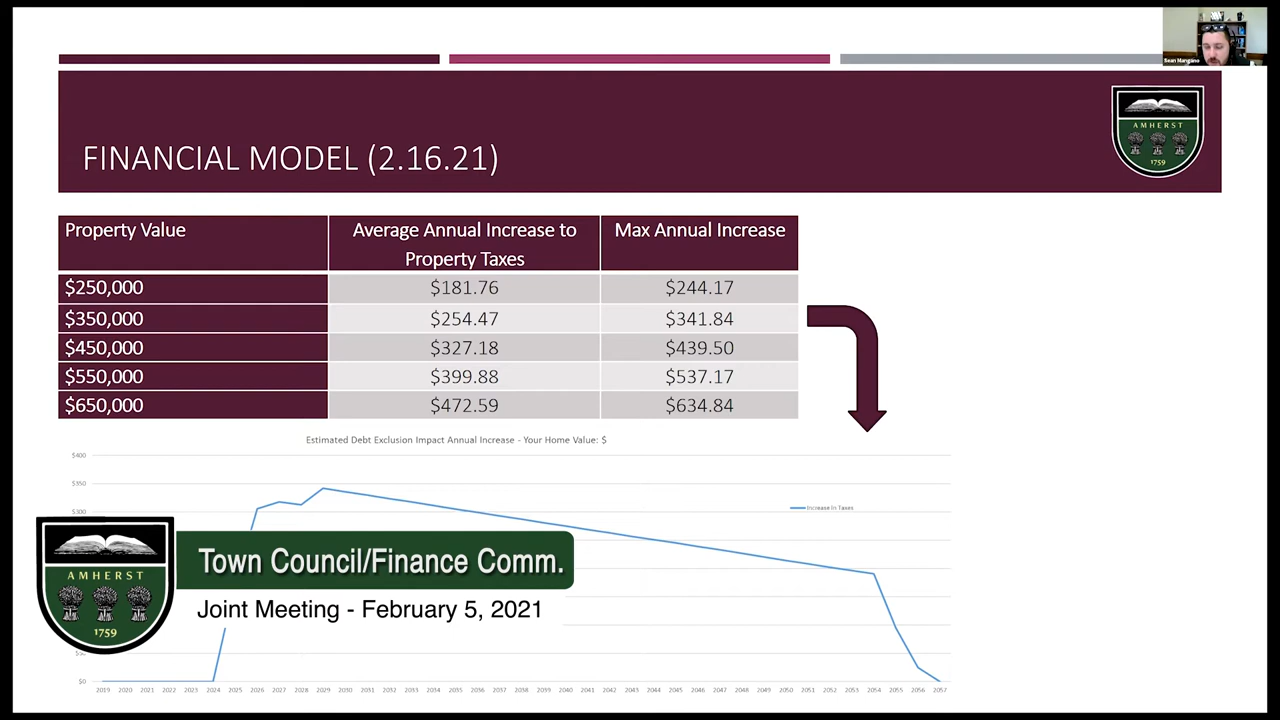 Sean Mangano
AMHERST
1759
FINANCIAL MODEL (2.16.21)
Property Value Average Annual Increase to Property Taxes Max Annual Increase
$250,000 $181.76 $244.17
$350,000 $254.47 $341.84
$450,000 $327.18 $439.50
$550,000 $399.88 $537.17
$650,000 $472.59 $634.84
Estimated Debt Exclusion Impact Annual Increase - Your Home Value: $
$400
$350
$300
Increase In Taxes
AMHERST
1759
Town Council/Finance Comm.
Joint Meeting - February 5, 2021
$0
2019 2020 2021 2022 2023 2024 2025 2026 2027 2028 2029 2030 2031 2032 2033 2034 2035 2036 2037 2038 2039 2040 2041 2042 2043 2044 2045 2046 2047 2048 2049 2050 2051 2052 2053 2054 2055 2056 2057